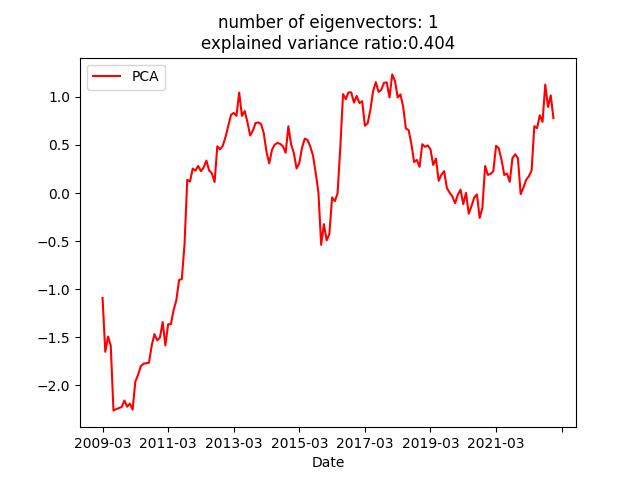 number of eigenvectors: 1
explained variance ratio:0.404
PCA
1.0
0.5
0.0
−0.5
−1.0
−1.5
−2.0
2009-03 2011-03 2013-03 2015-03 2017-03 2019-03 2021-03
Date